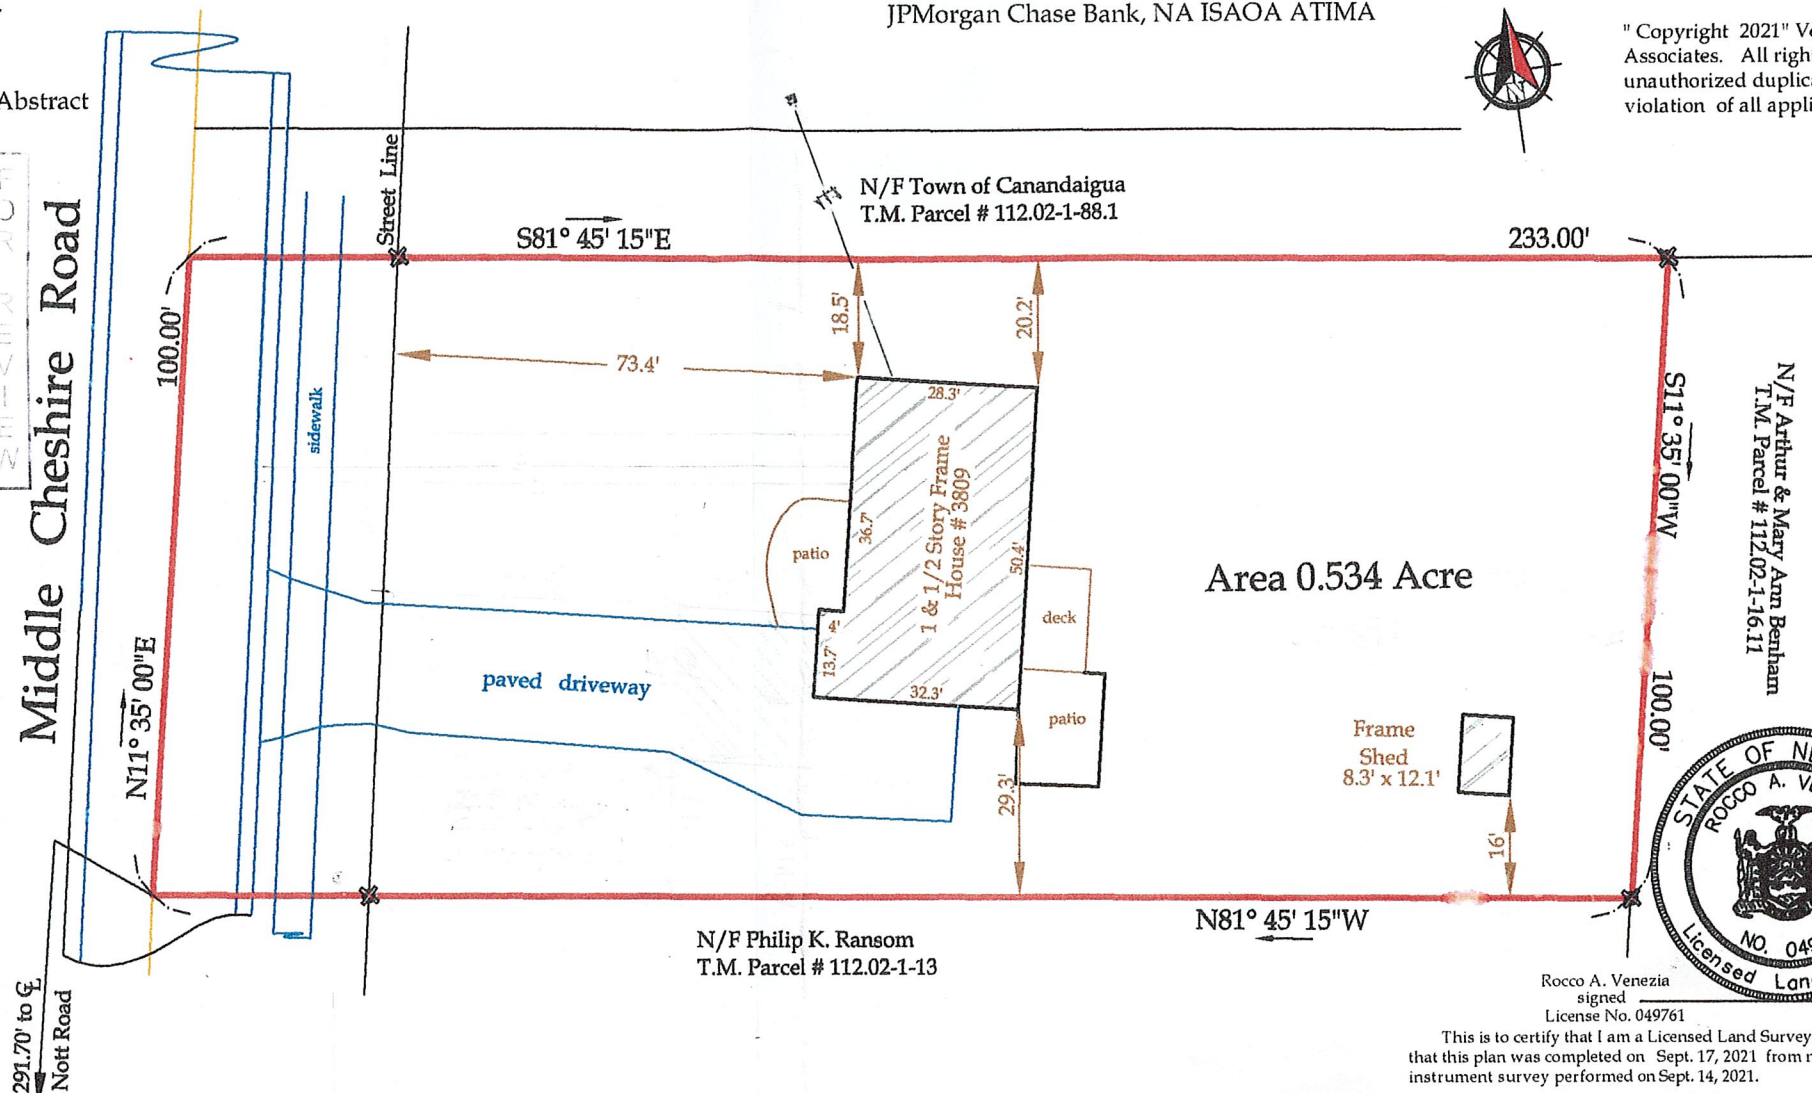 JPMorgan Chase Bank, NA ISAOA ATIMA
" Copyright 2021"
Associates. All
unauthorized
violation of all
Abstract
N
Street Line
N/F Town of Canandaigua
T.M. Parcel # 112.02-1-88.1
S81° 45' 15"E
233.00'
Middle Cheshire Road
100.00'
N11° 35' 00"E
sidewalk
73.4'
18.5'
20.2'
28.3'
36.7'
1 & 1/2 Story Frame
House # 3809
50.4'
patio
4'
13.7'
32.3'
deck
patio
29.3'
paved driveway
Area 0.534 Acre
Frame
Shed
8.3' x 12.1'
16'
S11° 35' 00"W
100.00'
N/F Arthur & Mary Ann Benham
T.M. Parcel # 112.02-1-16.11
N81° 45' 15"W
N/F Philip K. Ransom
T.M. Parcel # 112.02-1-13
291.70' to ℄
Nott Road
STATE OF
ROCCO A.
NO.
Licensed
Rocco A. Venezia
signed
License No. 049761
This is to certify that I am a Licensed Land
that this plan was completed on Sept. 17, 2021 from
instrument survey performed on Sept. 14, 2021.